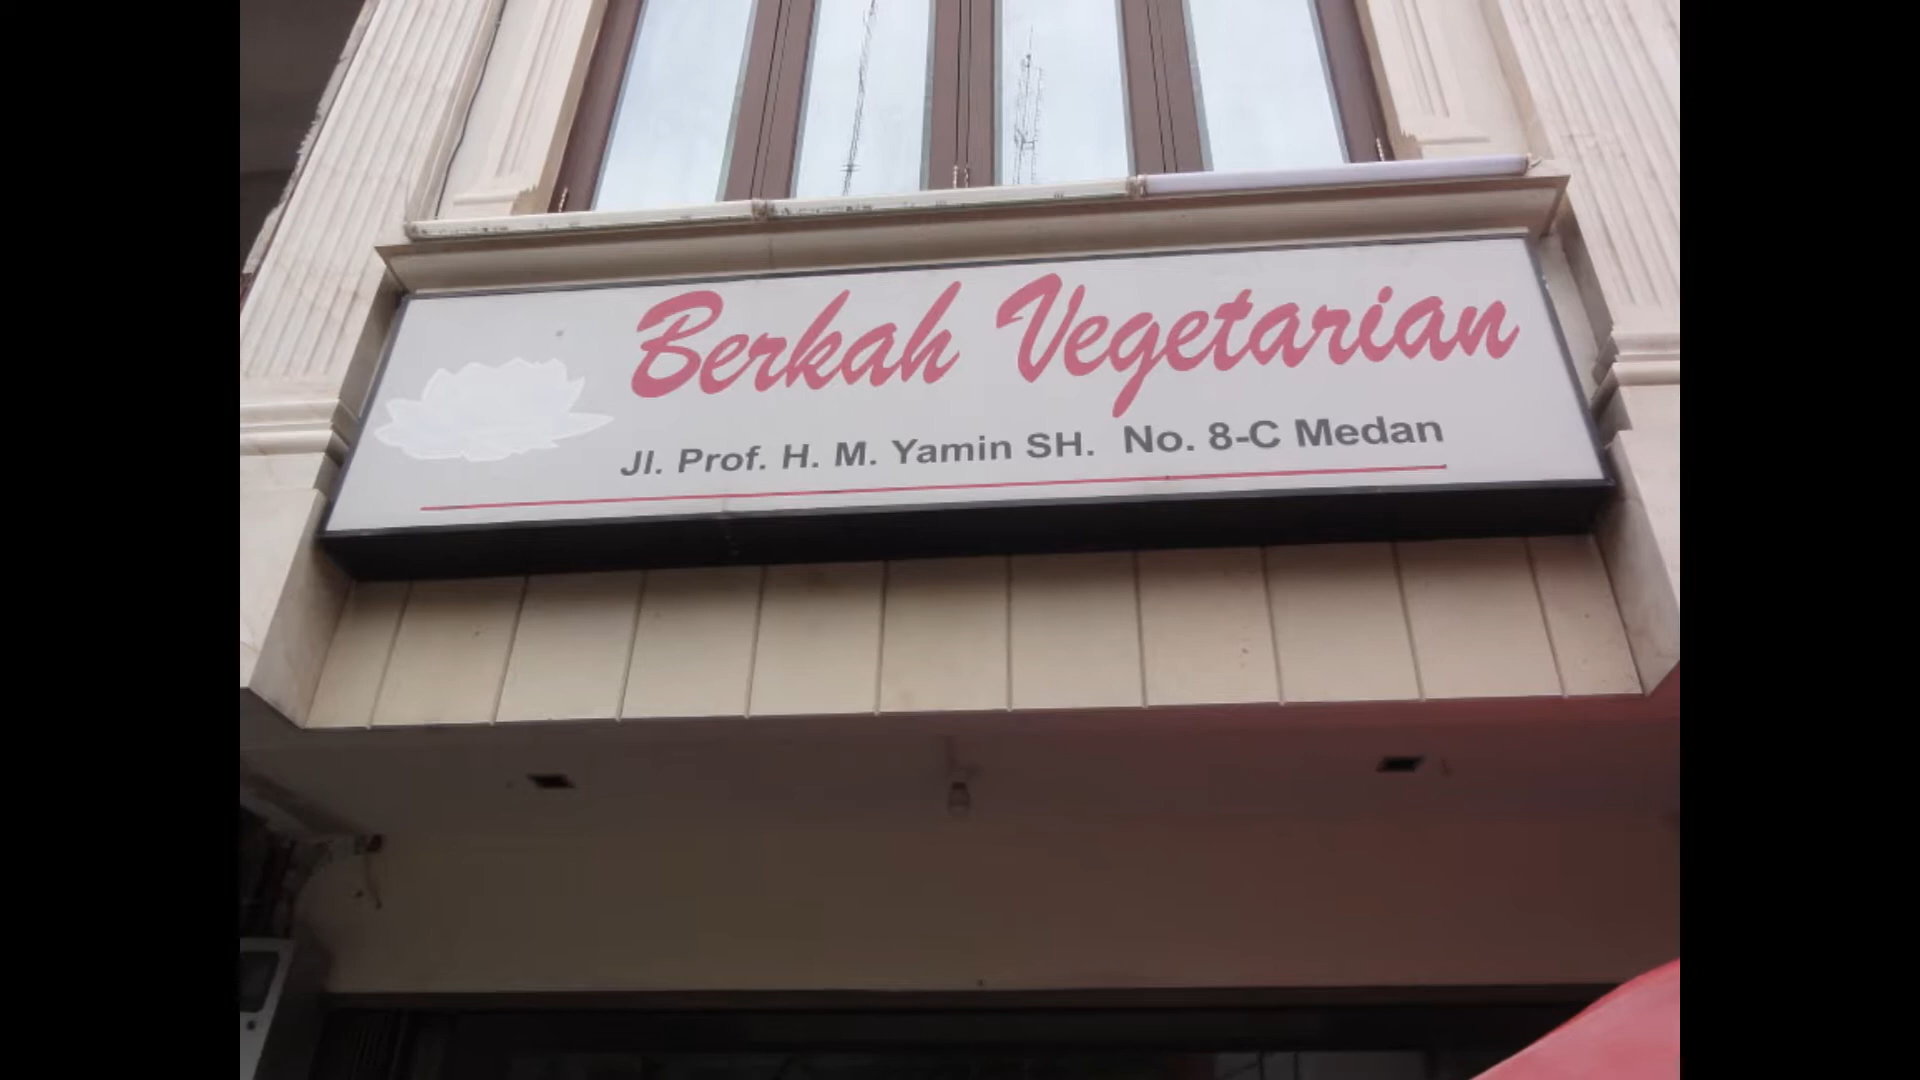 Berkah Vegetarian
Jl. Prof. H. M. Yamin SH. No. 8-C Medan